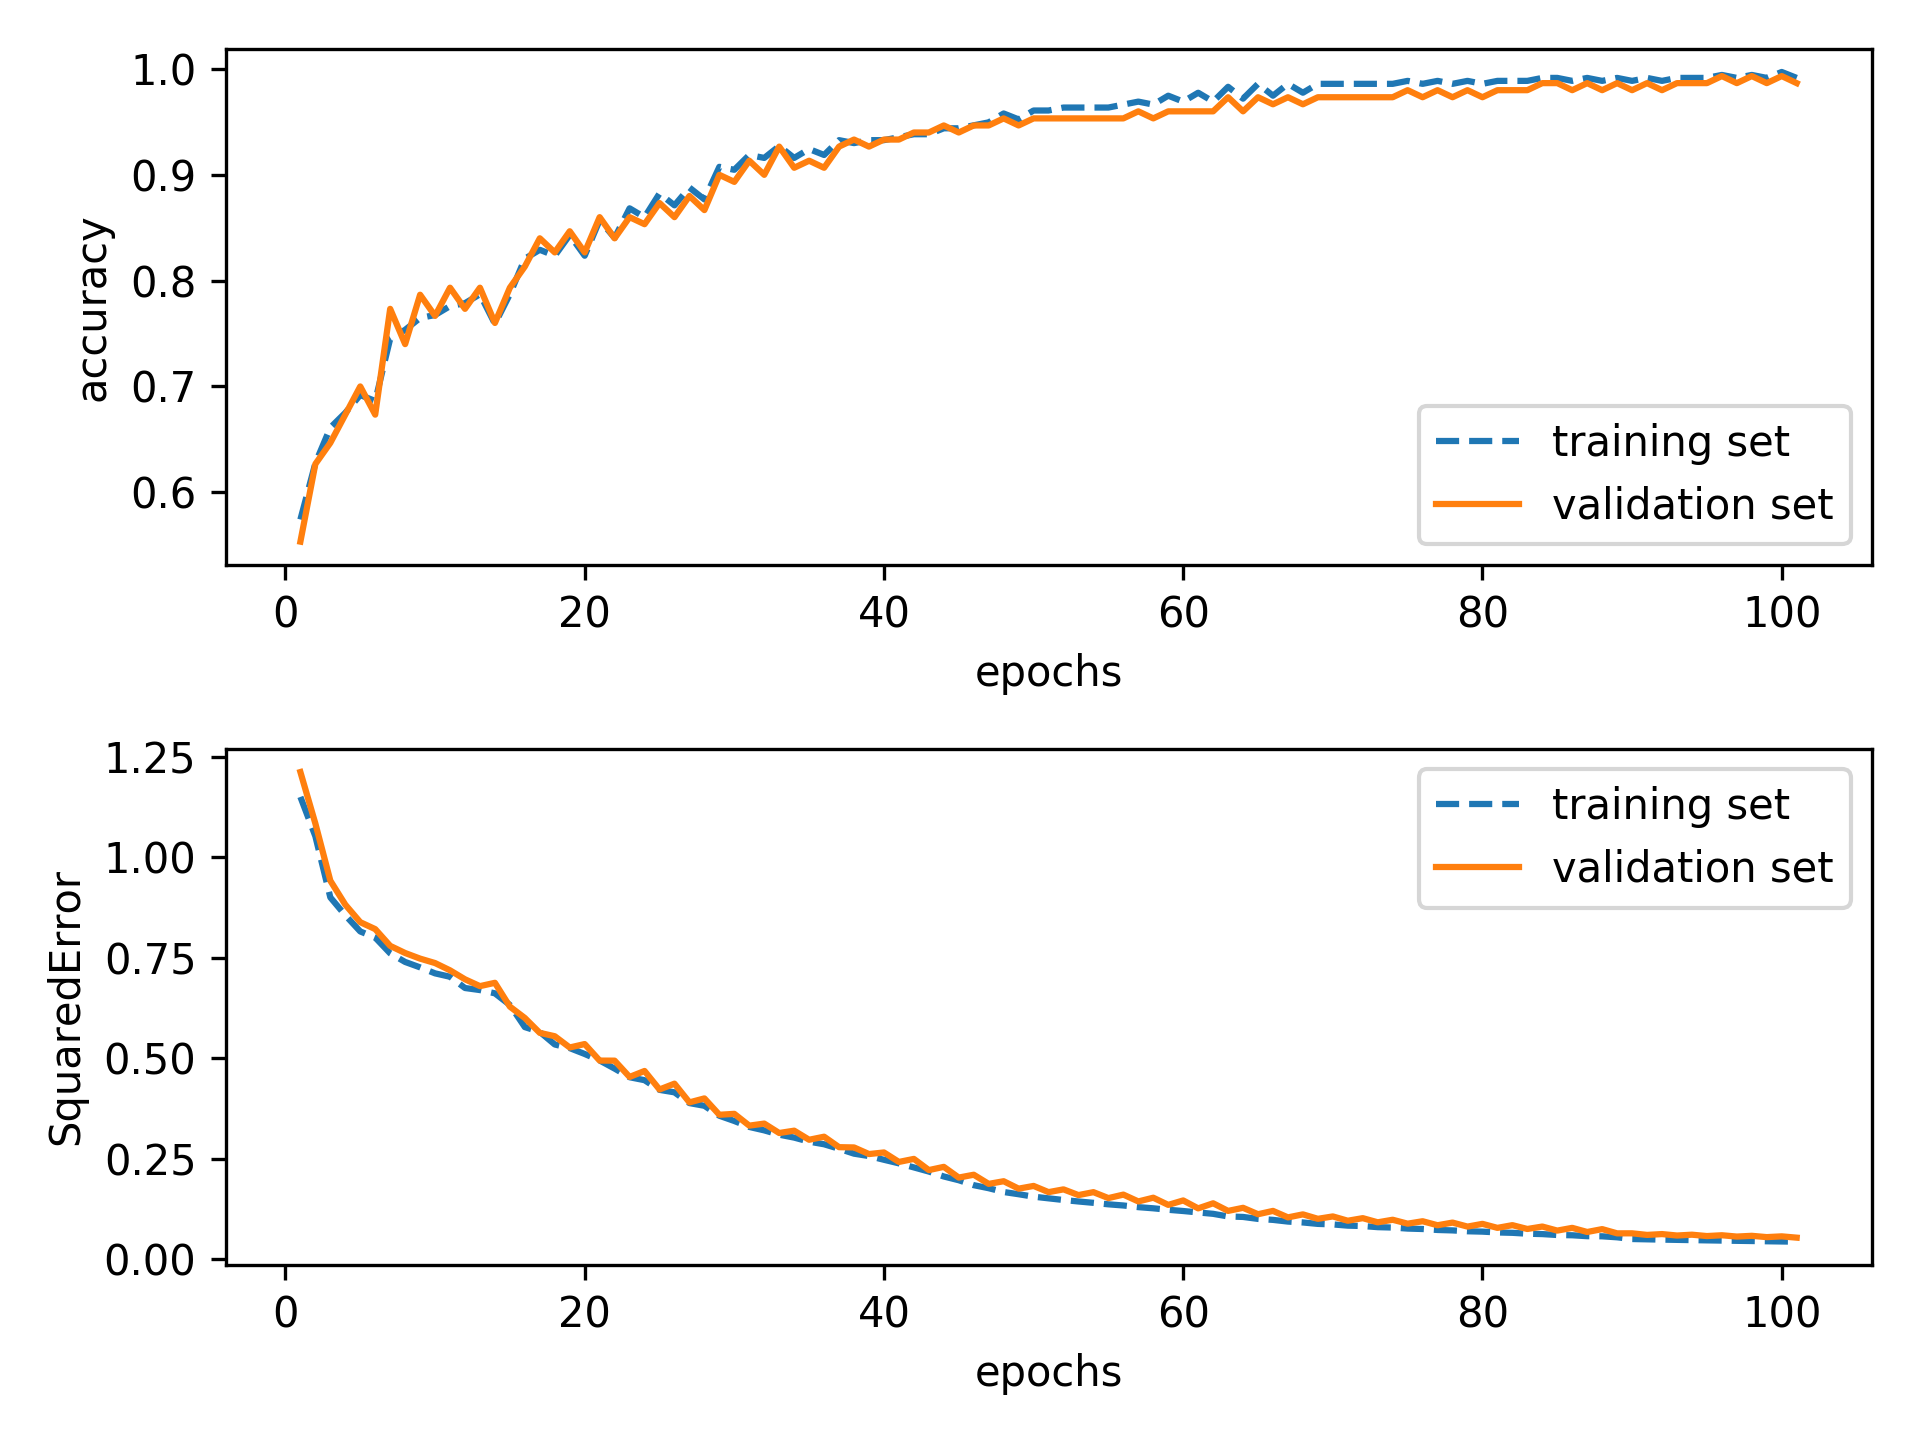 1.0
0.9
0.8
0.7
0.6
accuracy
0 20 40 60 80 100
epochs
training set
validation set
1.25
1.00
0.75
0.50
0.25
0.00
SquaredError
0 20 40 60 80 100
epochs
training set
validation set